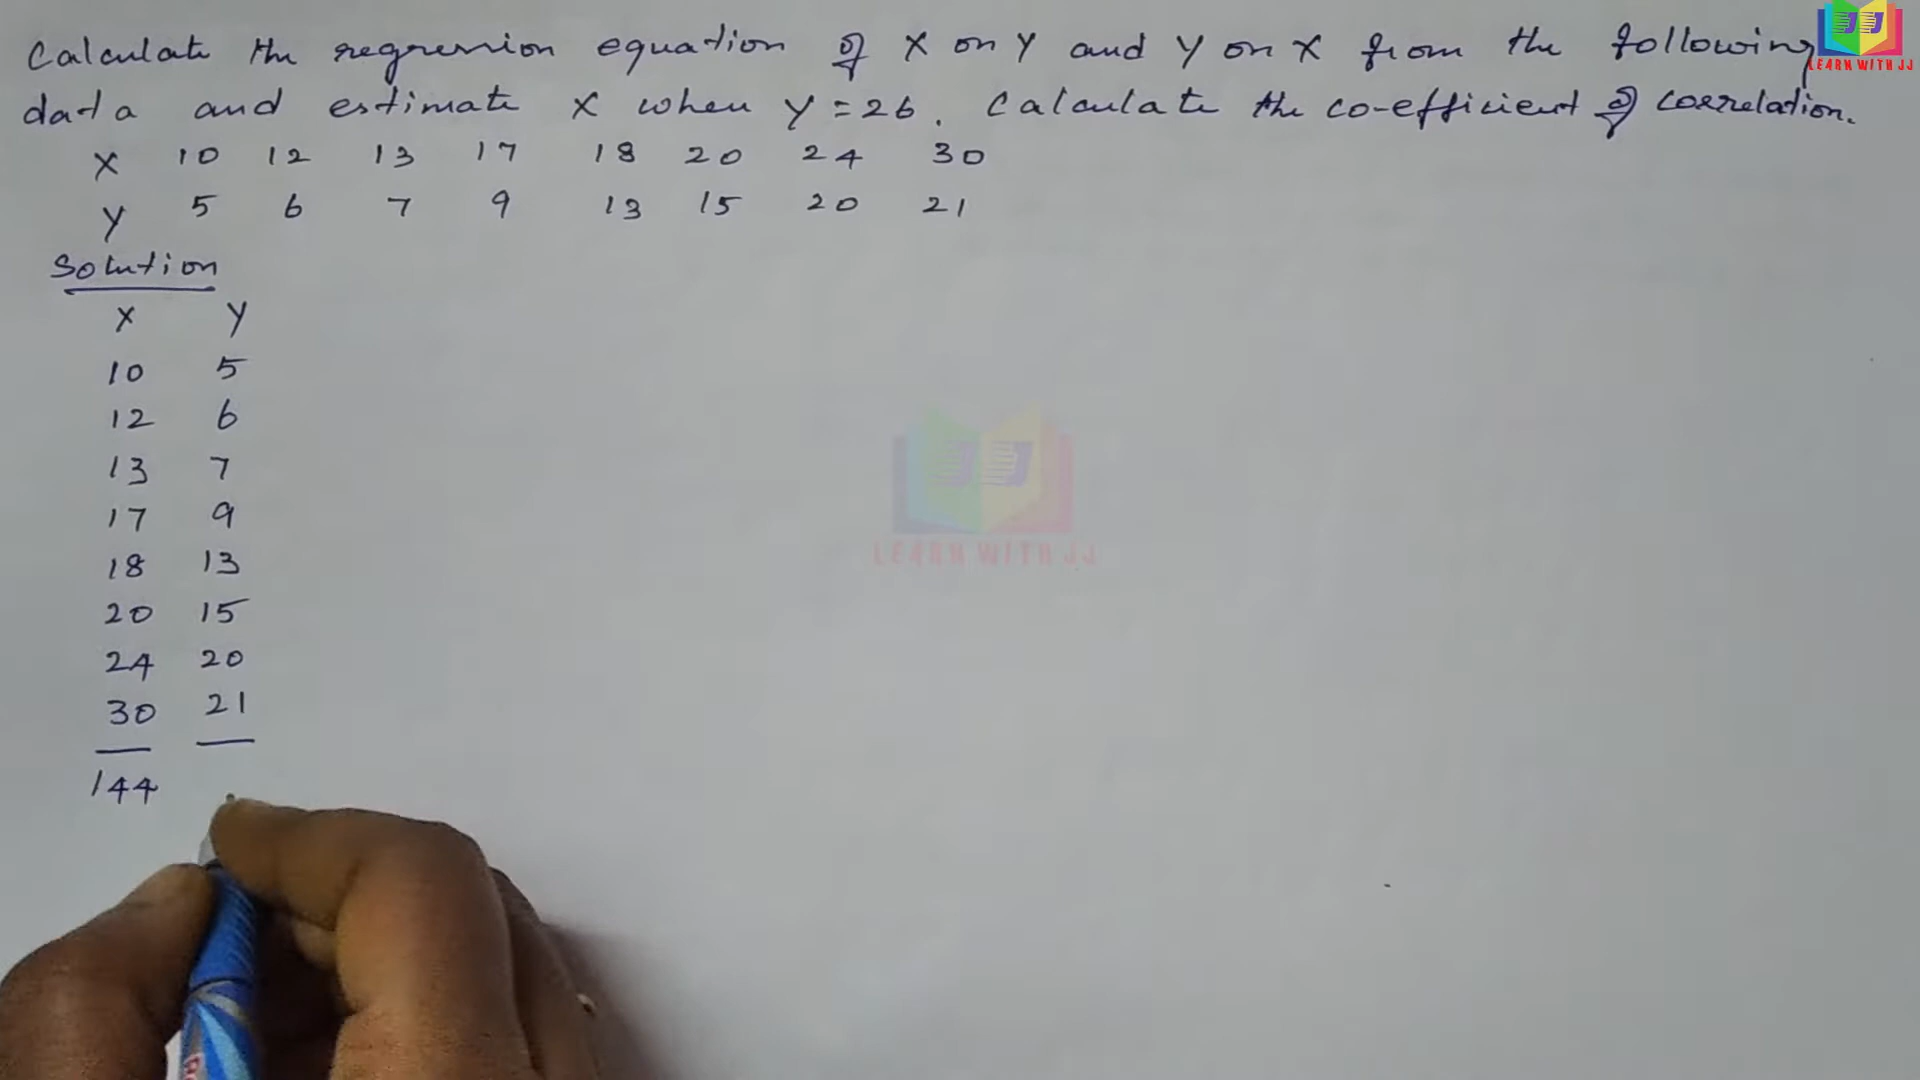 Calculate the regression equation of X on Y and Y on X from the following
LEARN WITH JJ
data and estimate X when Y = 26. Calculate the co-efficient of correlation.
X 10 12 13 17 18 20 24 30
Y 5 6 7 9 13 15 20 21
Solution
X Y
10 5
12 6
13 7
17 9
18 13
20 15
24 20
30 21
144
LEARN WITH JJ